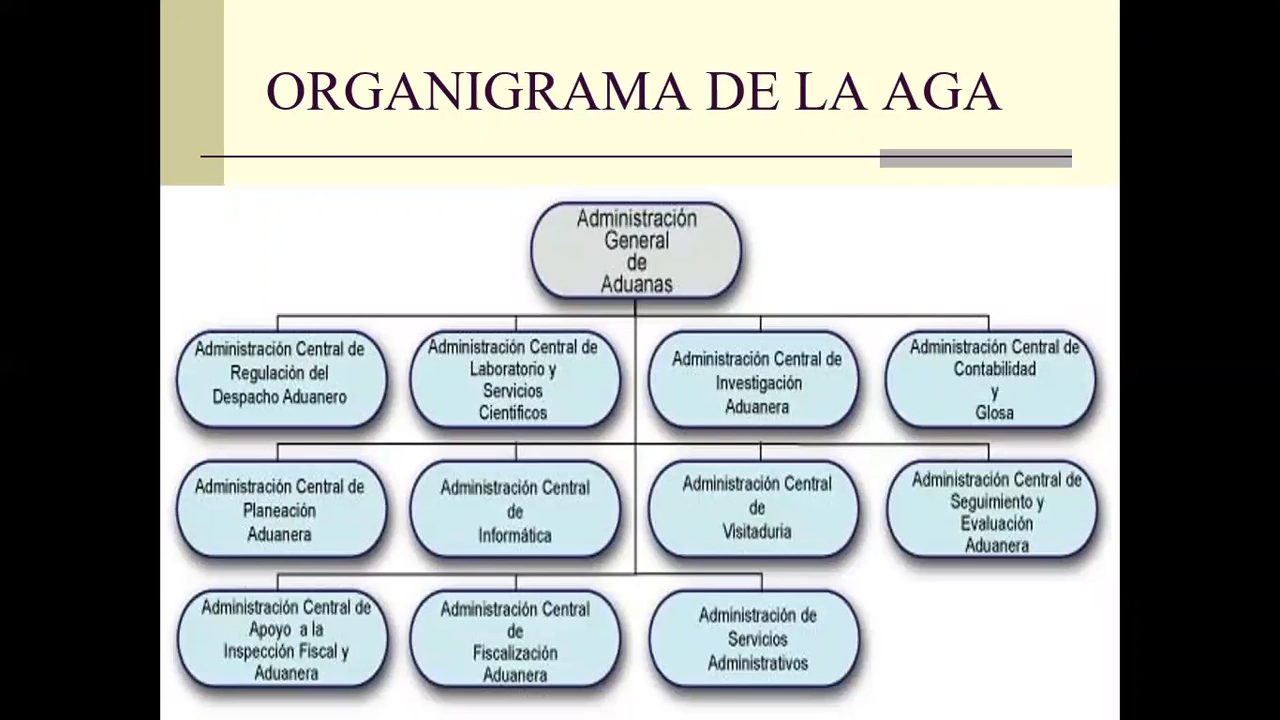 ORGANIGRAMA DE LA AGA
Administración
General
de
Aduanas
Administración Central de
Regulación del
Despacho Aduanero
Administración Central de
Laboratorio y
Servicios
Cientificos
Administración Central de
Investigación
Aduanera
Administración Central de
Contabilidad
y
Glosa
Administración Central de
Planeación
Aduanera
Administración Central
de
Informática
Administración Central
de
Visitaduria
Administración Central de
Seguimiento y
Evaluación
Aduanera
Administración Central de
Apoyo a la
Inspección Fiscal y
Aduanera
Administración Central
de
Fiscalización
Aduanera
Administración de
Servicios
Administrativos